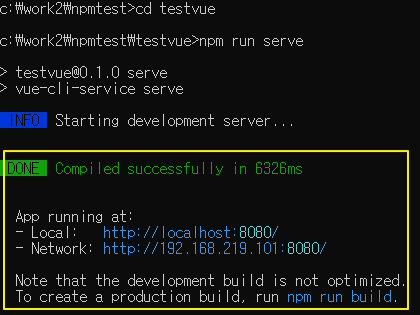 c:₩work2₩npmtest>cd testvue
c:₩work2₩npmtest₩testvue>npm run serve
> testvue@0.1.0 serve
> vue-cli-service serve
INFO Starting development server...
DONE Compiled successfully in 6326ms
App running at:
- Local: http://localhost:8080/
- Network: http://192.168.219.101:8080/
Note that the development build is not optimized.
To create a production build, run npm run build.